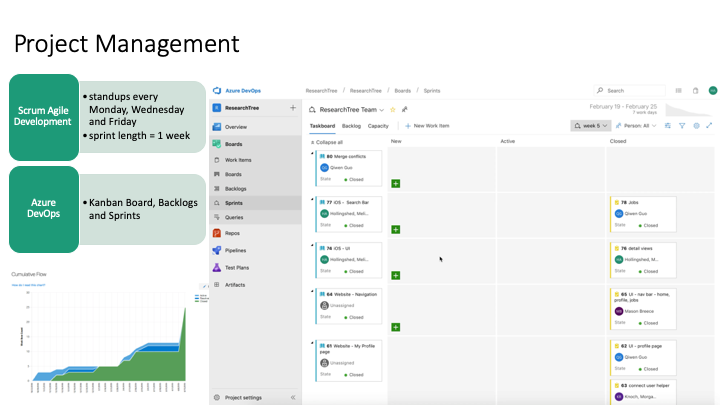 Project Management
Scrum Agile
Development
• standups every
Monday, Wednesday
and Friday
• sprint length = 1 week
Azure
DevOps
• Kanban Board, Backlogs
and Sprints
Cumulative Flow
Azure DevOps
ResearchTree / ResearchTree / Boards / Sprints
Search
ResearchTree
Overview
Boards
Work Items
Boards
Backlogs
Sprints
Queries
Repos
Pipelines
Test Plans
Artifacts
Project settings
ResearchTree Team
February 19 - February 25
7 work days
Taskboard Backlog Capacity + New Work Item
week 5
Person: All
Collapse all
New
Active
Closed
80 Merge conflicts
Qiwen Guo
State Closed
77 iOS - Search Bar
Hollingshed, Mel...
State Closed
78 Jobs
Qiwen Guo
State Closed
74 iOS - UI
Hollingshed, Mel...
State Closed
76 detail views
Hollingshed, M...
State Closed
64 Website - Navigation
Unassigned
State Closed
65 UI - nav bar - home,
profile, jobs
Mason Breece
State Closed
61 Website - My Profile
page
Unassigned
State Closed
62 UI - profile page
Qiwen Guo
State Closed
63 connect user helper
Knoch, Morga...
State Closed